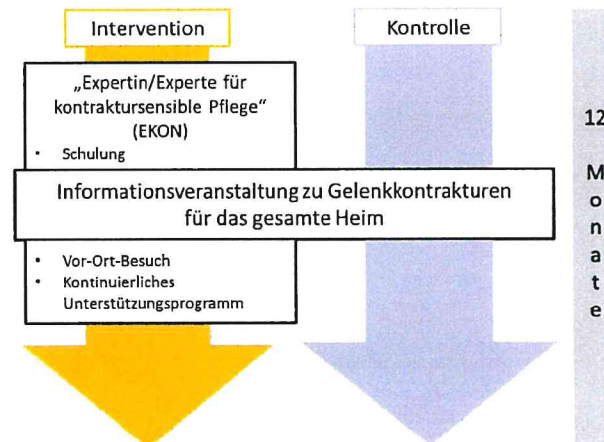 Intervention
Kontrolle
„Expertin/Experte für
kontraktursensible Pflege“
(EKON)
• Schulung
Informationsveranstaltung zu Gelenkkontrakturen
für das gesamte Heim
• Vor-Ort-Besuch
• Kontinuierliches
Unterstützungsprogramm
12
M
o
n
a
t
e